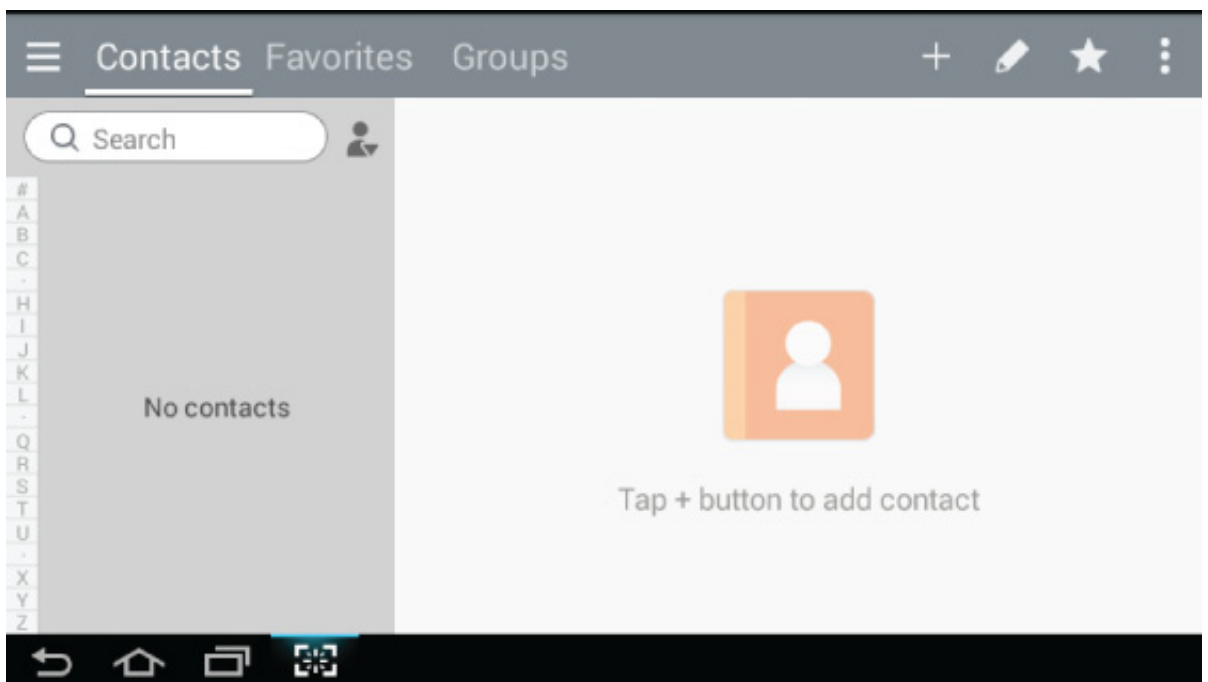 Contacts Favorites Groups
Search
#
A
B
C
·
H
I
J
K
L
·
Q
R
S
T
U
·
X
Y
Z
No contacts
Tap + button to add contact